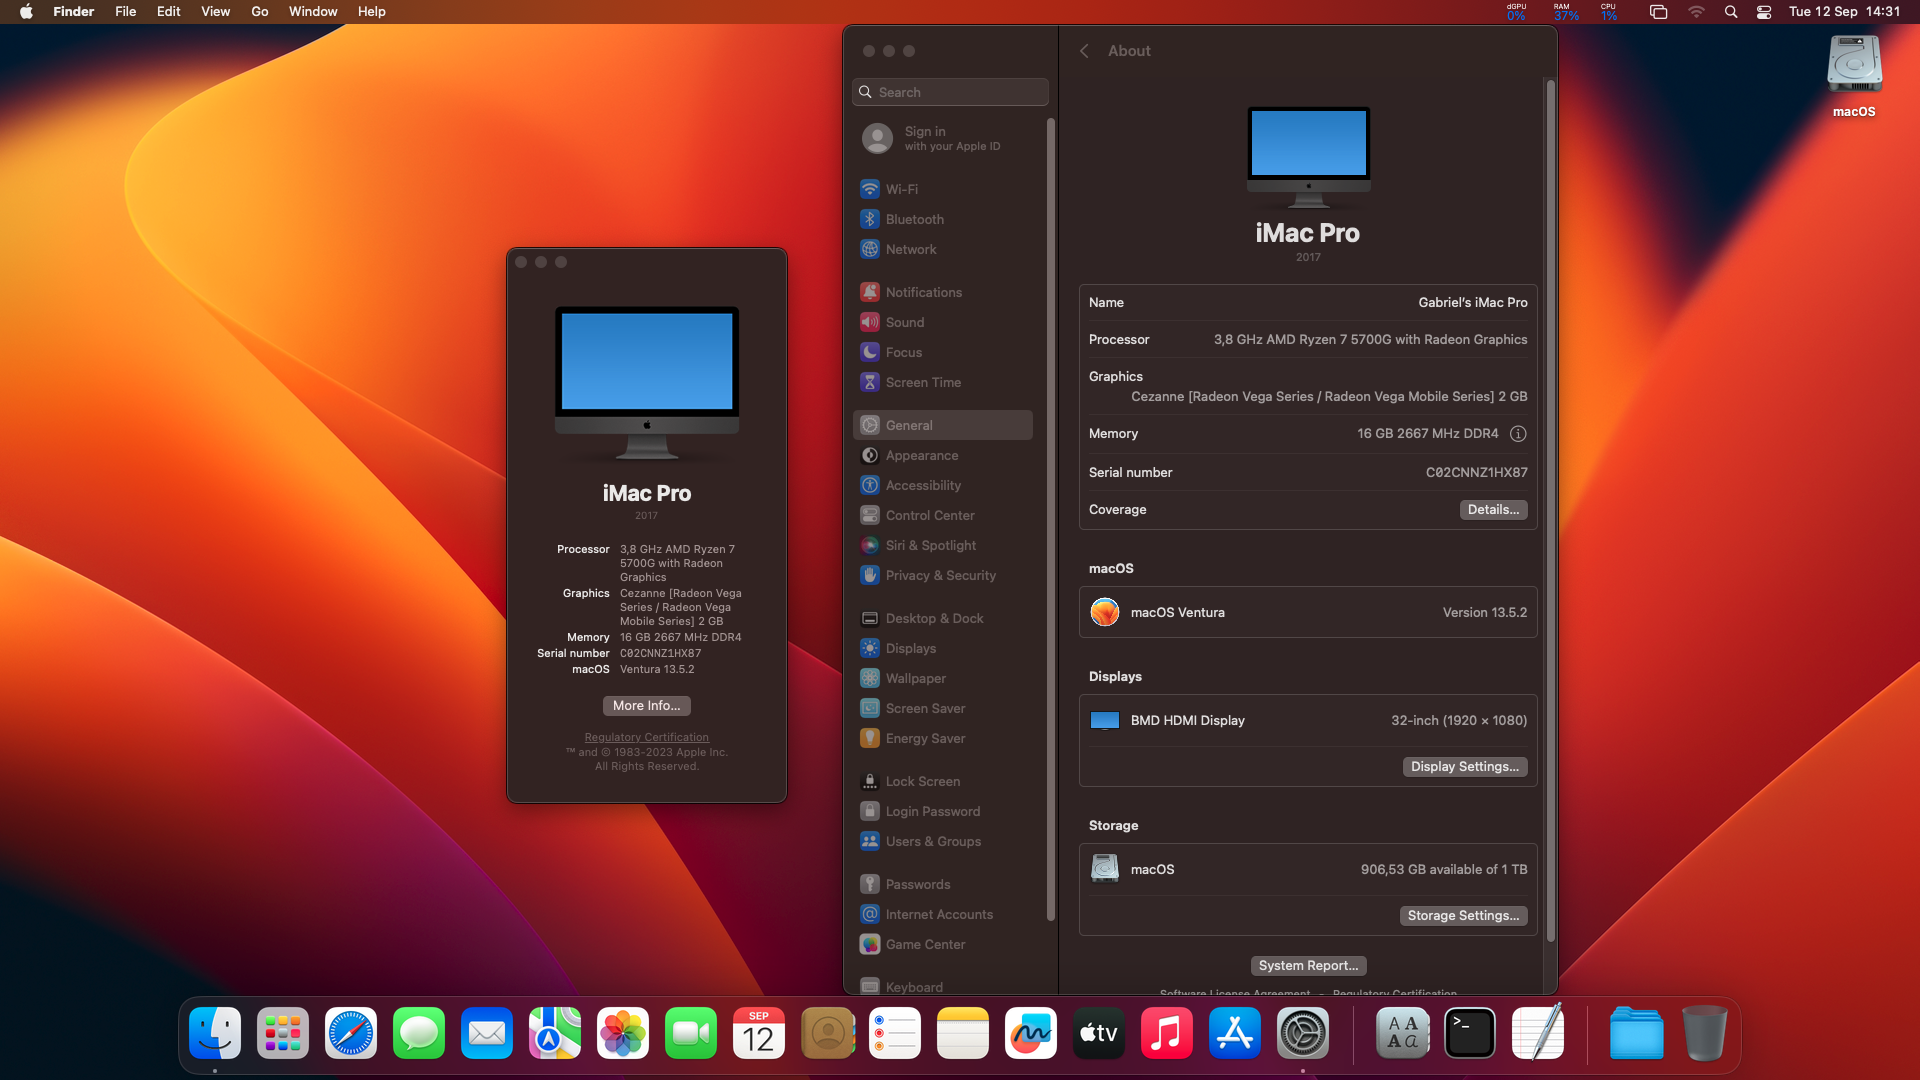 Finder File Edit View Go Window Help
dGPU 0% RAM 37% CPU 1% Tue 12 Sep 14:31
macOS
iMac Pro
2017
Processor 3,8 GHz AMD Ryzen 7
5700G with Radeon
Graphics
Graphics Cezanne [Radeon Vega
Series / Radeon Vega
Mobile Series] 2 GB
Memory 16 GB 2667 MHz DDR4
Serial number C02CNNZ1HX87
macOS Ventura 13.5.2
More Info...
Regulatory Certification
™ and © 1983-2023 Apple Inc.
All Rights Reserved.
Search
Sign in
with your Apple ID
Wi-Fi
Bluetooth
Network
Notifications
Sound
Focus
Screen Time
General
Appearance
Accessibility
Control Center
Siri & Spotlight
Privacy & Security
Desktop & Dock
Displays
Wallpaper
Screen Saver
Energy Saver
Lock Screen
Login Password
Users & Groups
Passwords
Internet Accounts
Game Center
Keyboard
About
iMac Pro
2017
Name Gabriel's iMac Pro
Processor 3,8 GHz AMD Ryzen 7 5700G with Radeon Graphics
Graphics
Cezanne [Radeon Vega Series / Radeon Vega Mobile Series] 2 GB
Memory 16 GB 2667 MHz DDR4
Serial number C02CNNZ1HX87
Coverage Details...
macOS
macOS Ventura Version 13.5.2
Displays
BMD HDMI Display 32-inch (1920 × 1080)
Display Settings...
Storage
macOS 906,53 GB available of 1 TB
Storage Settings...
System Report...
Software License Agreement - Regulatory Certification
SEP
12
tv
A A
A a
>_